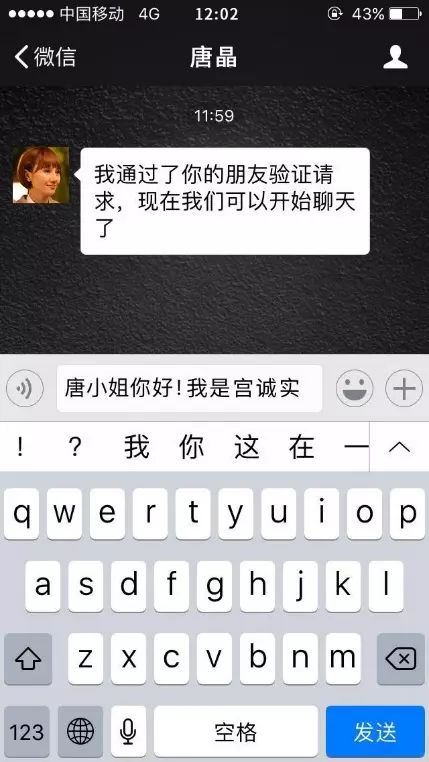 中国移动 4G 12:02 43%
微信 唐晶
11:59
我通过了你的朋友验证请
求，现在我们可以开始聊天
了
唐小姐你好!我是宫诚实
! ? 我 你 这 在 一
q w e r t y u i o p
a s d f g h j k l
z x c v b n m
123 空格 发送